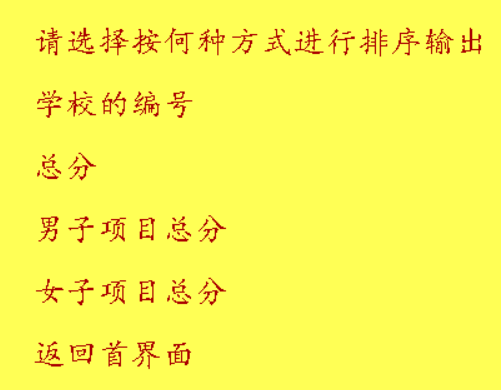 请选择按何种方式进行排序输出
学校的编号
总分
男子项目总分
女子项目总分
返回首界面